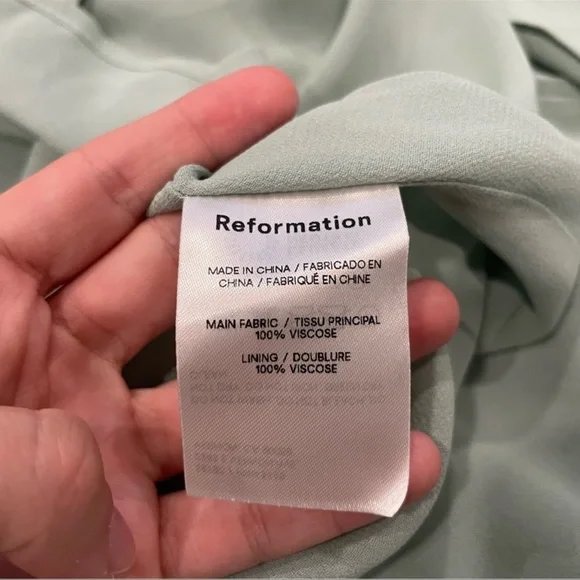 Reformation
MADE IN CHINA / FABRICADO EN
CHINA / FABRIQUÉ EN CHINE
MAIN FABRIC / TISSU PRINCIPAL
100% VISCOSE
LINING / DOUBLURE
100% VISCOSE